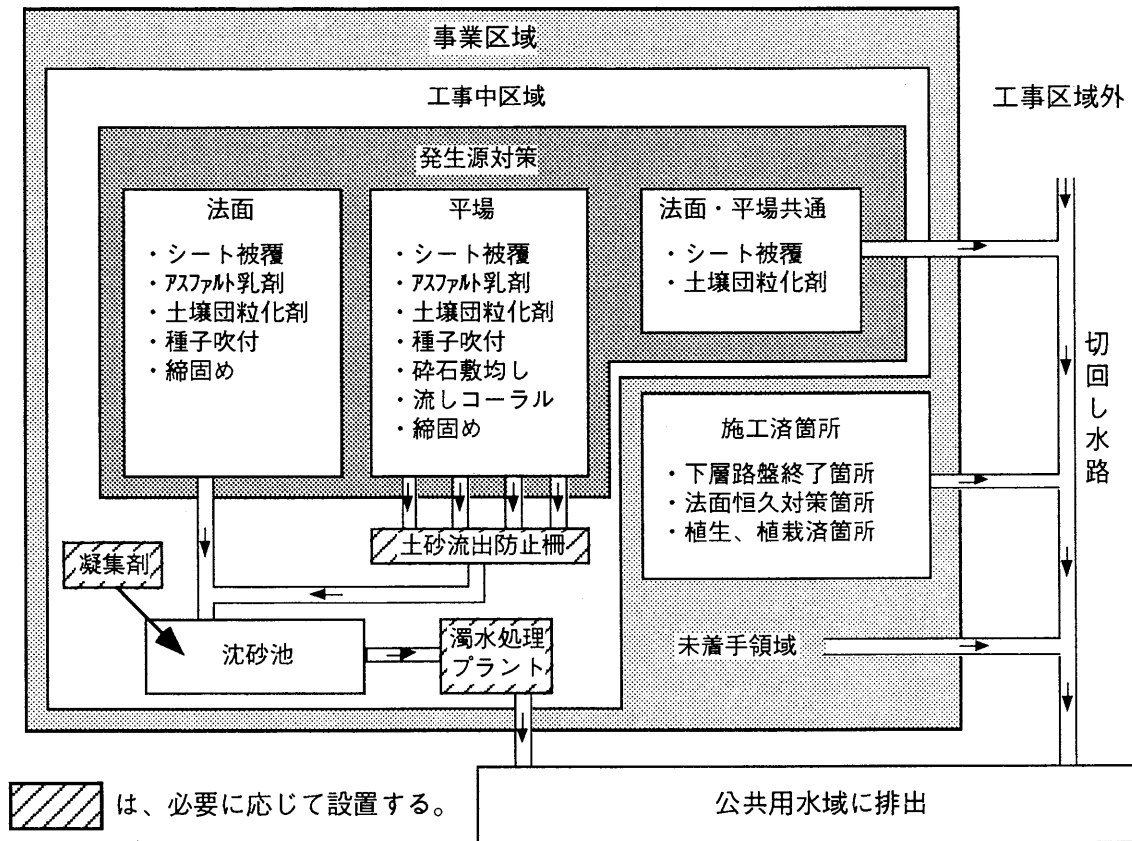 事業区域
工事中区域
工事区域外
発生源対策
法面
・シート被覆
・アスファルト乳剤
・土壌団粒化剤
・種子吹付
・締固め
平場
・シート被覆
・アスファルト乳剤
・土壌団粒化剤
・種子吹付
・砕石敷均し
・流しコーラル
・締固め
法面・平場共通
・シート被覆
・土壌団粒化剤
切回し水路
施工済箇所
・下層路盤終了箇所
・法面恒久対策箇所
・植生、植栽済箇所
土砂流出防止柵
凝集剤
沈砂池
濁水処理
プラント
未着手領域
は、必要に応じて設置する。
公共用水域に排出